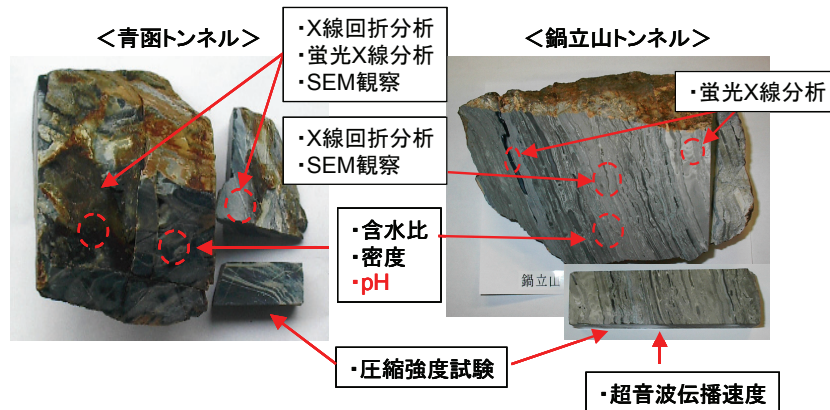 <青函トンネル>
・X線回折分析
・蛍光X線分析
・SEM観察
<鍋立山トンネル>
・蛍光X線分析
・X線回折分析
・SEM観察
・含水比
・密度
・pH
鍋立山
・圧縮強度試験
・超音波伝播速度